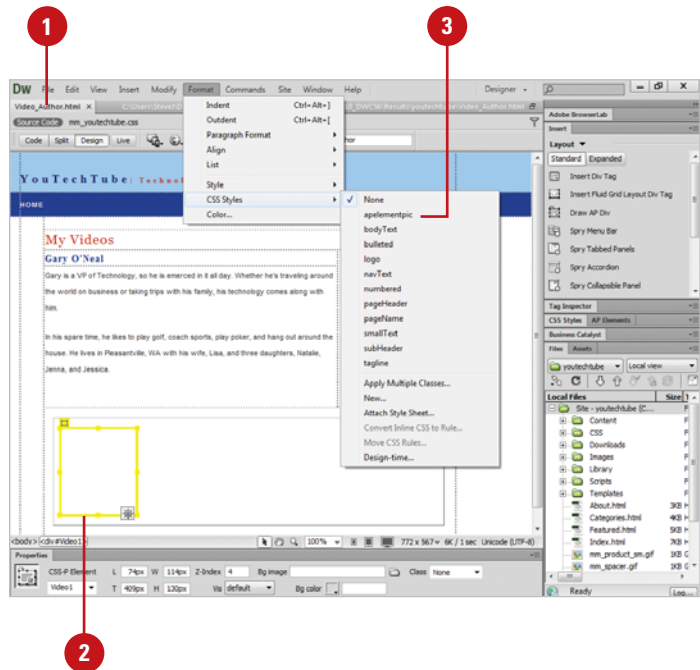 1
3
DW File Edit View Insert Modify Format Commands Site Window Help Designer
Video_Author.html × Video_Author.html
Source Code mm_youtechtube.css
Code Split Design Live
Indent Ctrl+Alt+]
Outdent Ctrl+Alt+[
Paragraph Format
Align
List
Style
CSS Styles
Color...
None
apelementpic
bodyText
bulleted
logo
navText
numbered
pageHeader
pageName
smallText
subHeader
tagline
Apply Multiple Classes...
New...
Attach Style Sheet...
Convert Inline CSS to Rule...
Move CSS Rules...
Design-time...
YouTechTube |
HOME
My Videos
Gary O'Neal
Gary is a VP of Technology, so he is emerced in it all day. Whether he's traveling around
the world on business or taking trips with his family, his technology comes along with
him.
In his spare time, he likes to play golf, coach sports, play poker, and hang out around the
house. He lives in Pleasantville, WA with his wife, Lisa, and three daughters, Natalie,
Jenna, and Jessica.
<body> <div#Video1>
100% 772 x 567 6K / 1 sec Unicode (UTF-8)
Properties
CSS-P Element L 74px W 114px Z-Index 4 Bg image Class None
Video1 T 409px H 130px Vis default Bg color
Adobe BrowserLab
Insert
Layout
Standard Expanded
Insert Div Tag
Insert Fluid Grid Layout Div Tag
Draw AP Div
Spry Menu Bar
Spry Tabbed Panels
Spry Accordion
Spry Collapsible Panel
Tag Inspector
CSS Styles AP Elements
Business Catalyst
Files Assets
youtechtube Local view
Local Files Size
Site - youtechtube (C...
Content
CSS
Downloads
Images
Library
Scripts
Templates
About.html 3KB
Categories.html 4KB
Featured.html 5KB
Index.html 7KB
mm_product_sm.gif 1KB
mm_spacer.gif 1KB
Ready Log...
2